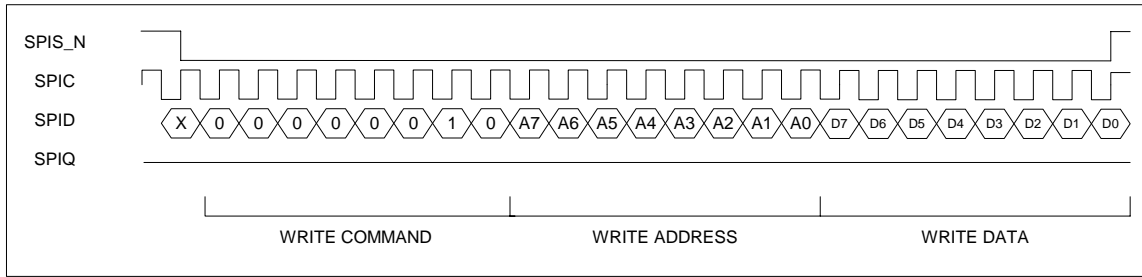 SPIS_N
SPIC
SPID X 0 0 0 0 0 0 1 0 A7 A6 A5 A4 A3 A2 A1 A0 D7 D6 D5 D4 D3 D2 D1 D0
SPIQ
WRITE COMMAND WRITE ADDRESS WRITE DATA